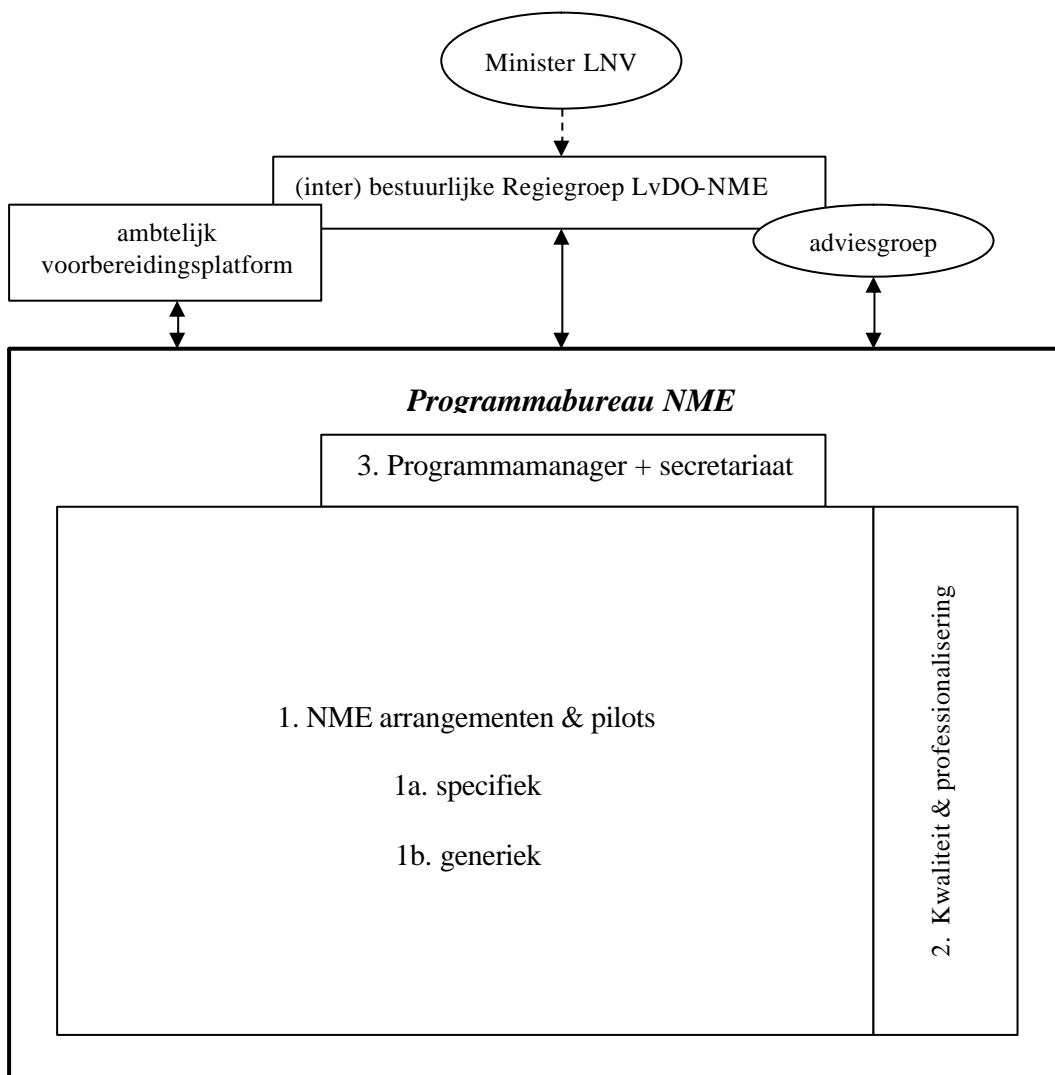 Minister LNV
(inter) bestuurlijke Regiegroep LvDO-NME
ambtelijk
voorbereidingsplatform
adviesgroep
Programmabureau NME
3. Programmamanager + secretariaat
1. NME arrangementen & pilots
1a. specifiek
1b. generiek
2. Kwaliteit & professionalisering